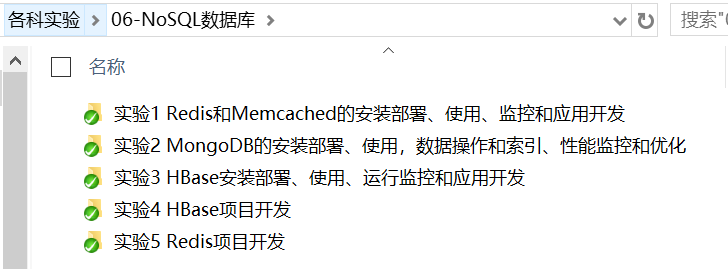 各科实验 06-NoSQL数据库 搜索"0
名称
实验1 Redis和Memcached的安装部署、使用、监控和应用开发
实验2 MongoDB的安装部署、使用，数据操作和索引、性能监控和优化
实验3 HBase安装部署、使用、运行监控和应用开发
实验4 HBase项目开发
实验5 Redis项目开发